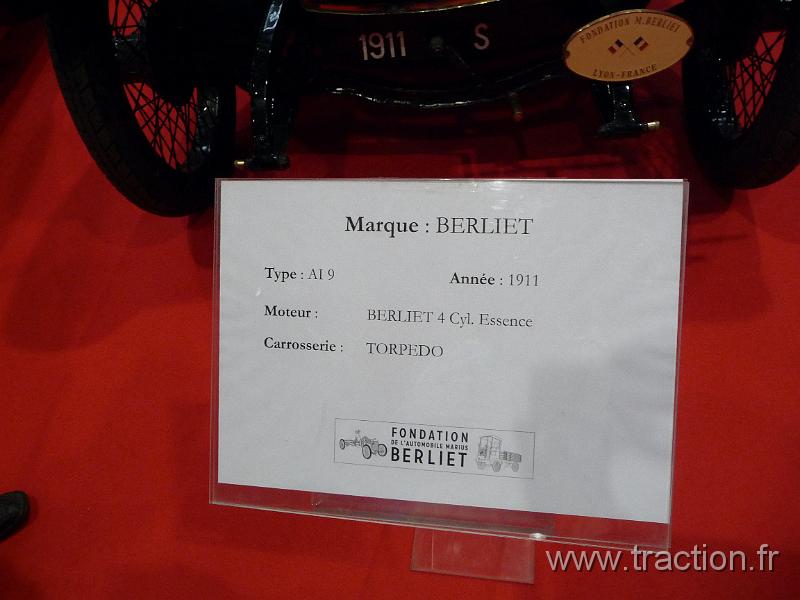 1911 S
FONDATION M.BERLIET
LYON-FRANCE
Marque : BERLIET
Type : AI 9 Année : 1911
Moteur : BERLIET 4 Cyl. Essence
Carrosserie : TORPEDO
FONDATION
DE L'AUTOMOBILE MARIUS
BERLIET
www.traction.fr